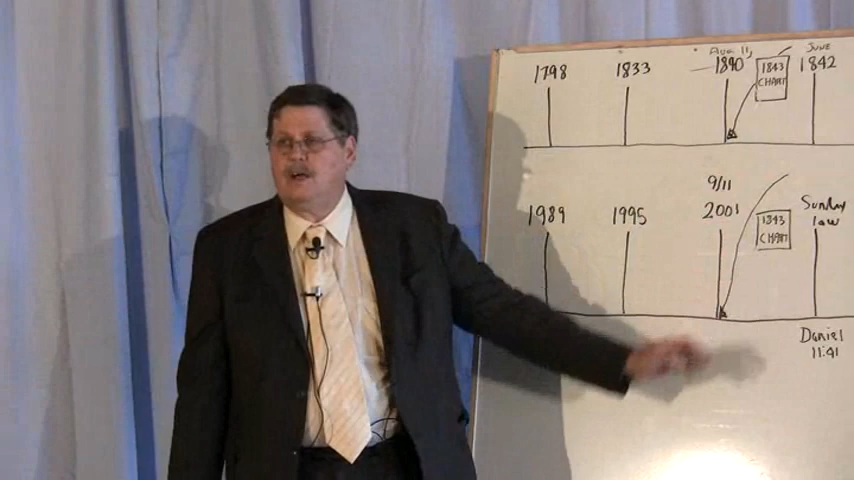 Aug 11,
June
1798
1833
1840
1843
CHART
1842
9/11
1989
1995
2001
1843
CHART
Sunday
law
Daniel
11:41